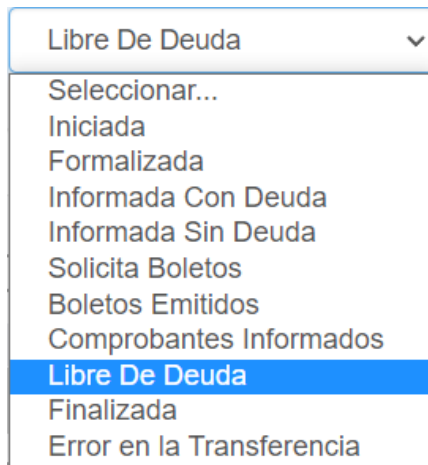 Libre De Deuda
Seleccionar...
Iniciada
Formalizada
Informada Con Deuda
Informada Sin Deuda
Solicita Boletos
Boletos Emitidos
Comprobantes Informados
Libre De Deuda
Finalizada
Error en la Transferencia